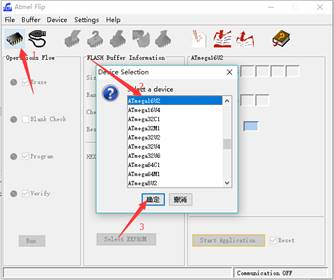 Atmel Flip
File Buffer Device Settings Help
Operations Flow
FLASH Buffer Information
ATmega16U2
Erase
Blank Check
Program
Verify
Run
Device Selection
2
Select a device
ATmega16U2
ATmega16U4
ATmega32C1
ATmega32M1
ATmega32U2
ATmega32U4
ATmega32U6
ATmega64C1
ATmega64M1
ATmega8U2
确定
取消
3
Select EEPROM
Start Application
Reset
Communication OFF